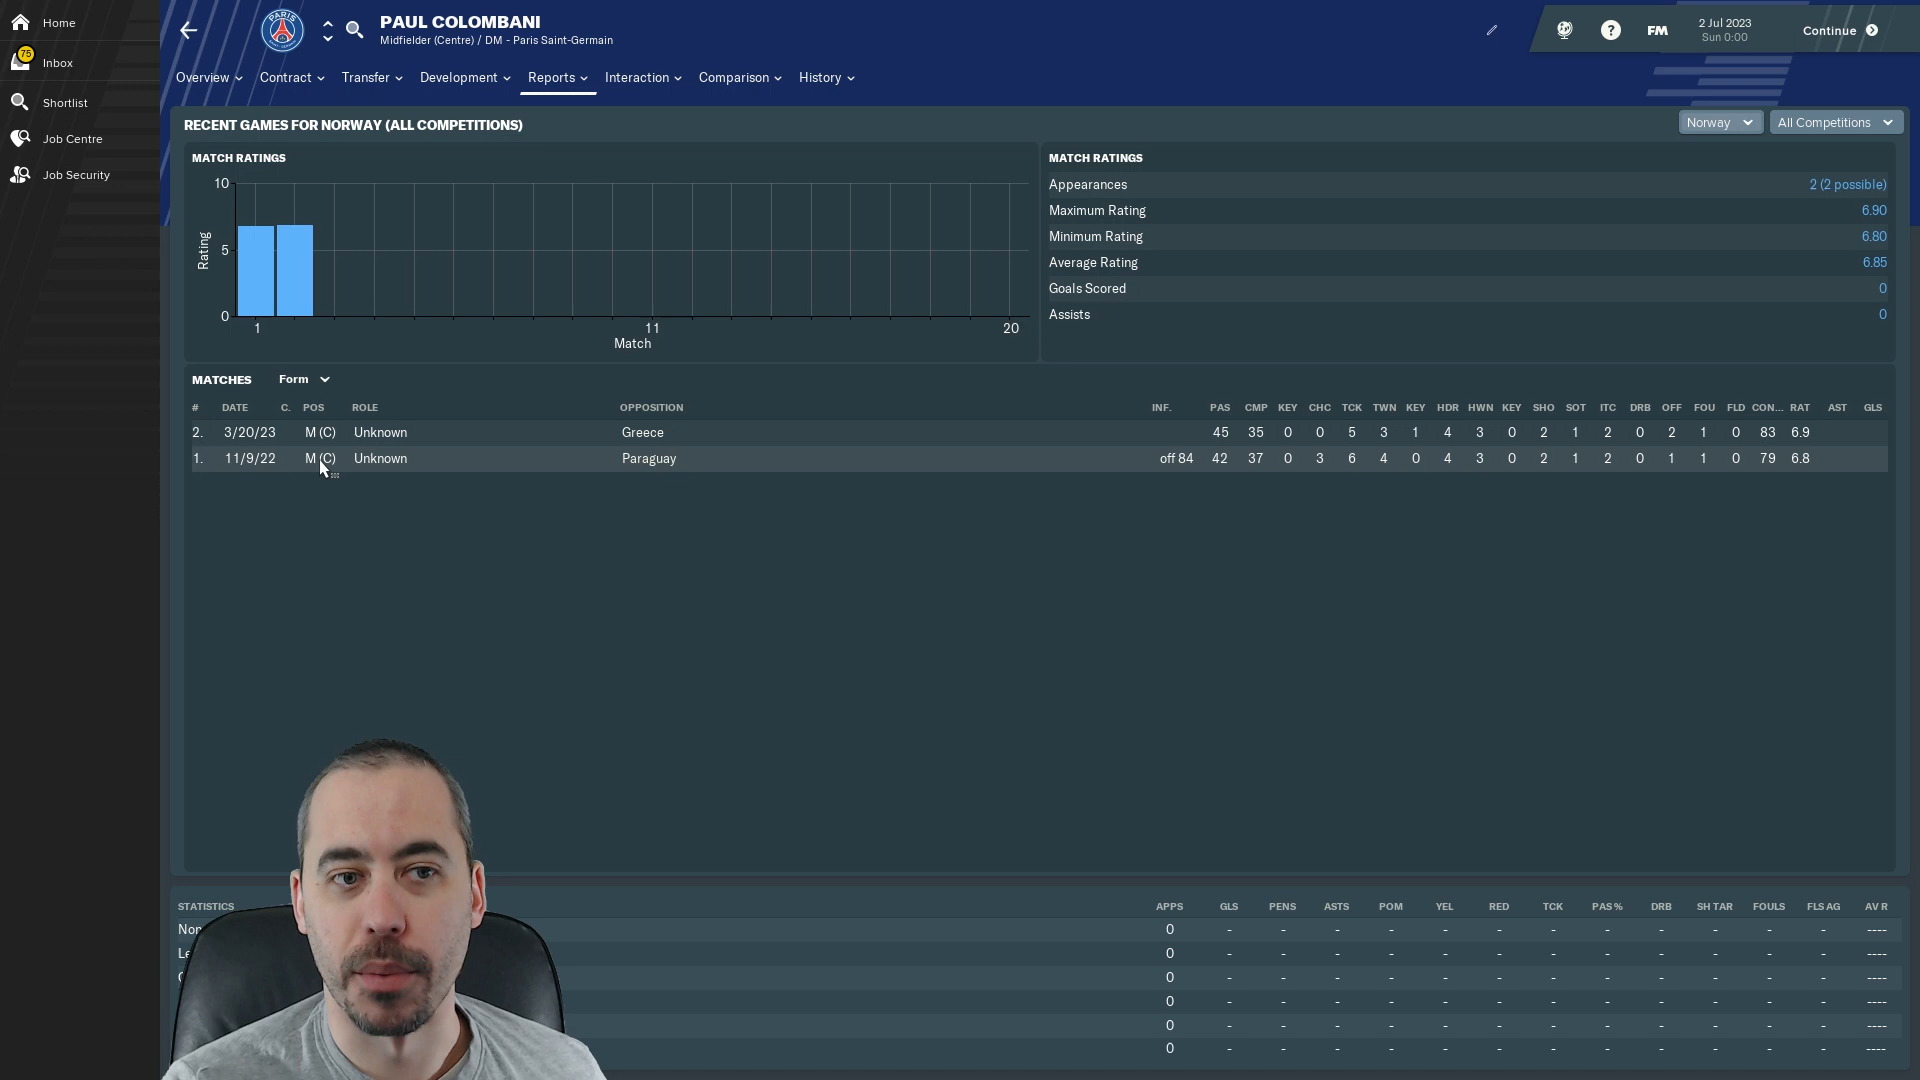 Home
75
Inbox
Shortlist
Job Centre
Job Security
PARIS
PAUL COLOMBANI
Midfielder (Centre) / DM - Paris Saint-Germain
? FM 2 Jul 2023 Continue
Sun 0:00
Overview Contract Transfer Development Reports Interaction Comparison History
RECENT GAMES FOR NORWAY (ALL COMPETITIONS) Norway All Competitions
MATCH RATINGS
10
5
0
Rating
1 11 20
Match
MATCH RATINGS
Appearances 2 (2 possible)
Maximum Rating 6.90
Minimum Rating 6.80
Average Rating 6.85
Goals Scored 0
Assists 0
MATCHES Form
# DATE C. POS ROLE OPPOSITION INF. PAS CMP KEY CHC TCK TWN KEY HDR HWN KEY SHO SOT ITC DRB OFF FOU FLD CON... RAT AST GLS
2. 3/20/23 M (C) Unknown Greece 45 35 0 0 5 3 1 4 3 0 2 1 2 0 2 1 0 83 6.9
1. 11/9/22 M (C) Unknown Paraguay off 84 42 37 0 3 6 4 0 4 3 0 2 1 2 0 1 1 0 79 6.8
STATISTICS APPS GLS PENS ASTS POM YEL RED TCK PAS % DRB SH TAR FOULS FLS AG AV R
0 - - - - - - - - - - - - ----
0 - - - - - - - - - - - - ----
0 - - - - - - - - - - - - ----
0 - - - - - - - - - - - - ----
0 - - - - - - - - - - - - ----
0 - - - - - - - - - - - - ----